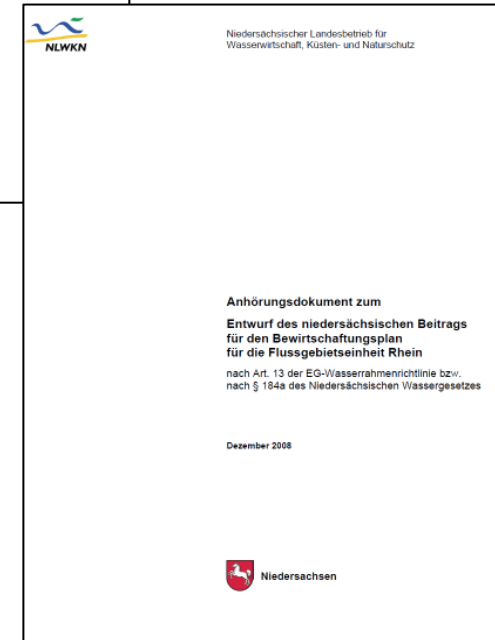 NLWKN
Niedersächsischer Landesbetrieb für
Wasserwirtschaft, Küsten- und Naturschutz
Anhörungsdokument zum
Entwurf des niedersächsischen Beitrags
für den Bewirtschaftungsplan
für die Flussgebietseinheit Rhein
nach Art. 13 der EG-Wasserrahmenrichtlinie bzw.
nach § 184a des Niedersächsischen Wassergesetzes
Dezember 2008
Niedersachsen